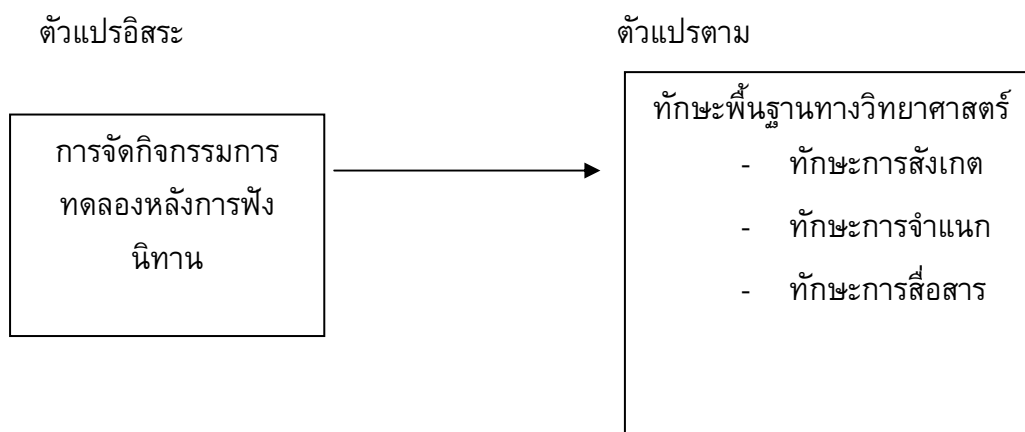 ตัวแปรอิสระ
ตัวแปรตาม
การจัดกิจกรรมการ
ทดลองหลังการฟัง
นิทาน
ทักษะพื้นฐานทางวิทยาศาสตร์
- ทักษะการสังเกต
- ทักษะการจำแนก
- ทักษะการสื่อสาร